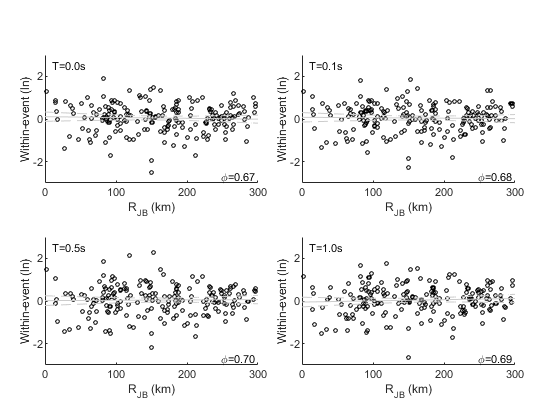 T=0.0s
Within-event (ln)
2
0
-2
ϕ=0.67
0
100
200
300
R_JB (km)
T=0.1s
Within-event (ln)
2
0
-2
ϕ=0.68
0
100
200
300
R_JB (km)
T=0.5s
Within-event (ln)
2
0
-2
ϕ=0.70
0
100
200
300
R_JB (km)
T=1.0s
Within-event (ln)
2
0
-2
ϕ=0.69
0
100
200
300
R_JB (km)